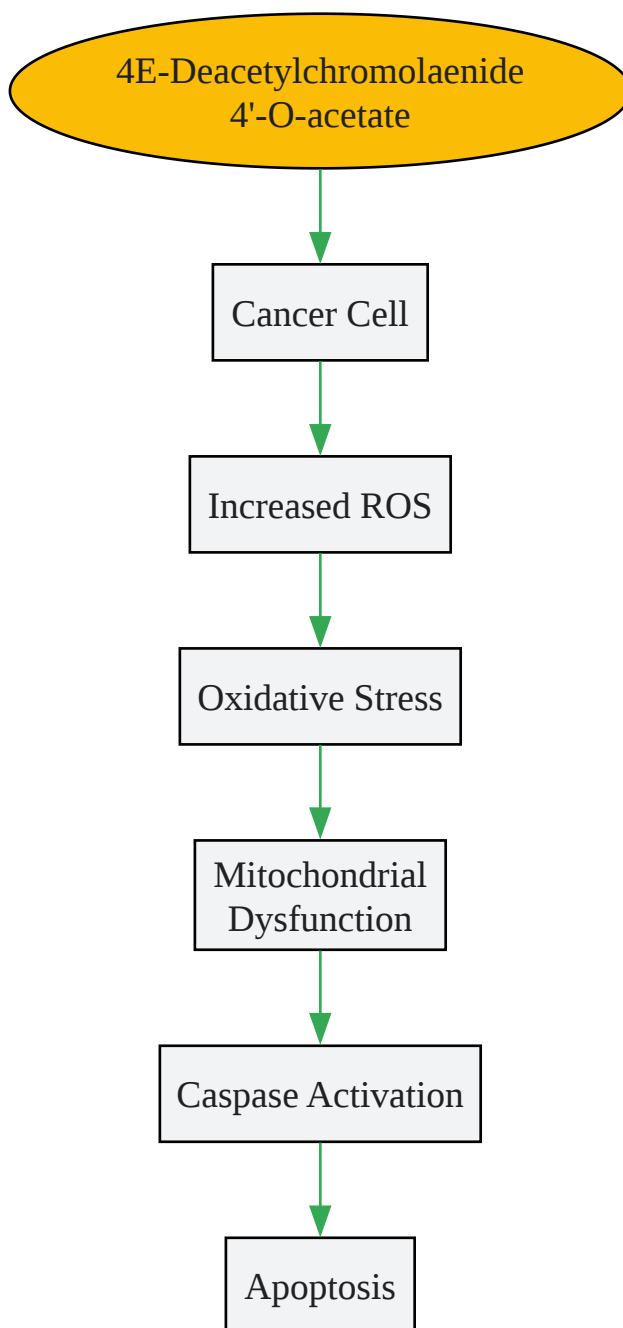 4E-Deacetylchromolaenide
4'-O-acetate
Cancer Cell
Increased ROS
Oxidative Stress
Mitochondrial
Dysfunction
Caspase Activation
Apoptosis